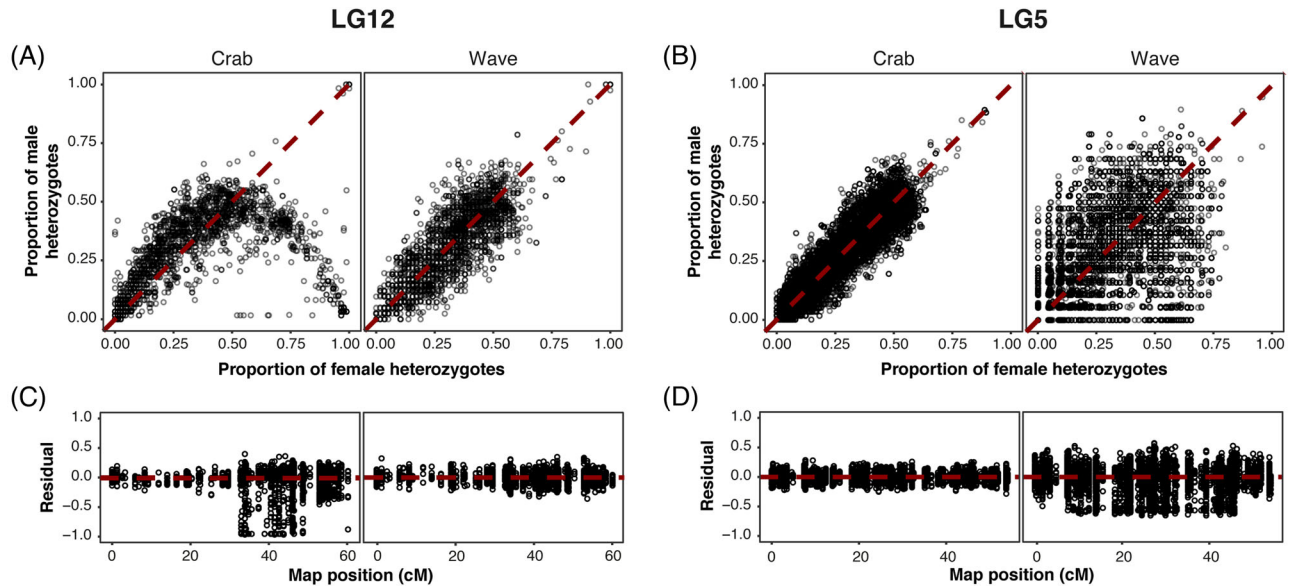 LG12
LG5
(A)
Crab
Wave
Proportion of male
heterozygotes
1.00
0.75
0.50
0.25
0.00
0.00 0.25 0.50 0.75 1.00
0.00 0.25 0.50 0.75 1.00
Proportion of female heterozygotes
(B)
Crab
Wave
Proportion of male
heterozygotes
1.00
0.75
0.50
0.25
0.00
0.00 0.25 0.50 0.75 1.00
0.00 0.25 0.50 0.75 1.00
Proportion of female heterozygotes
(C)
Residual
1.0
0.5
0.0
−0.5
−1.0
0 20 40 60
0 20 40 60
Map position (cM)
(D)
Residual
1.0
0.5
0.0
−0.5
−1.0
0 20 40
0 20 40
Map position (cM)